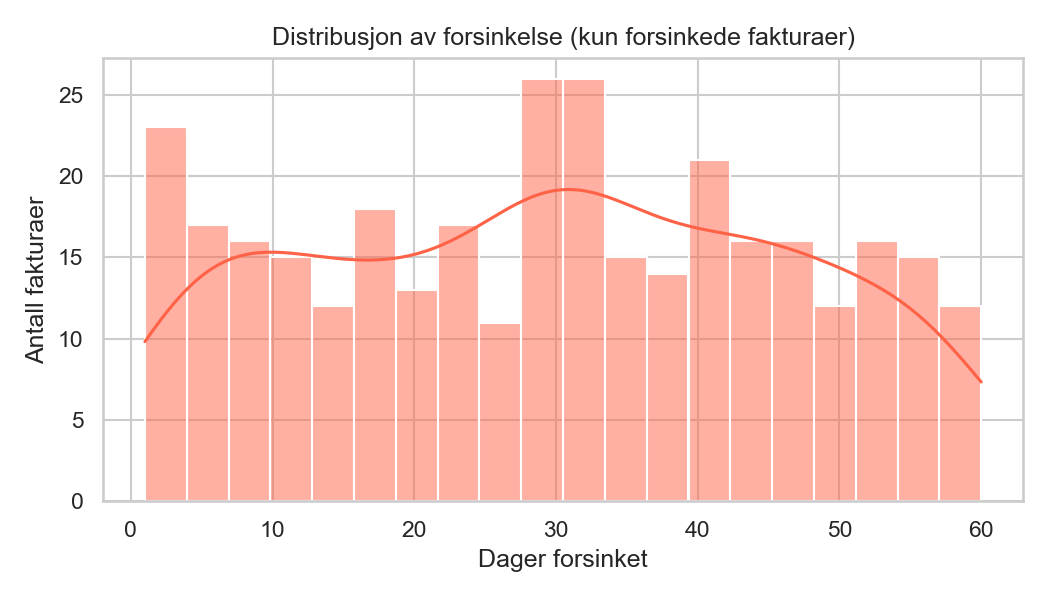 Distribusjon av forsinkelse (kun forsinkede fakturaer)
Antall fakturaer
25
20
15
10
5
0
0 10 20 30 40 50 60
Dager forsinket